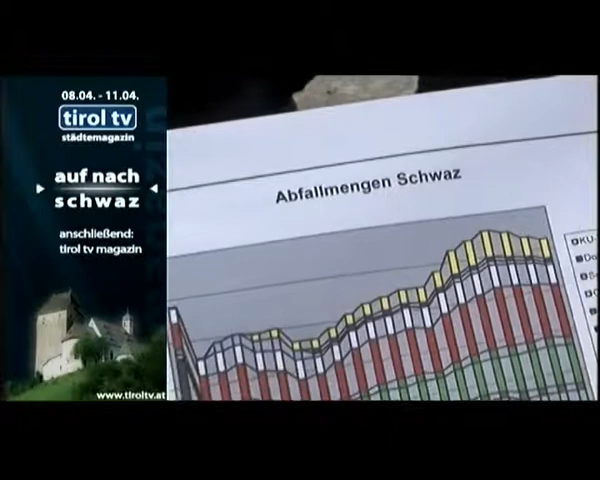 08.04. - 11.04.
tirol tv
städtemagazin
auf nach
schwaz
anschließend:
tirol tv magazin
www.tiroltv.at
Abfallmengen Schwaz
KU-